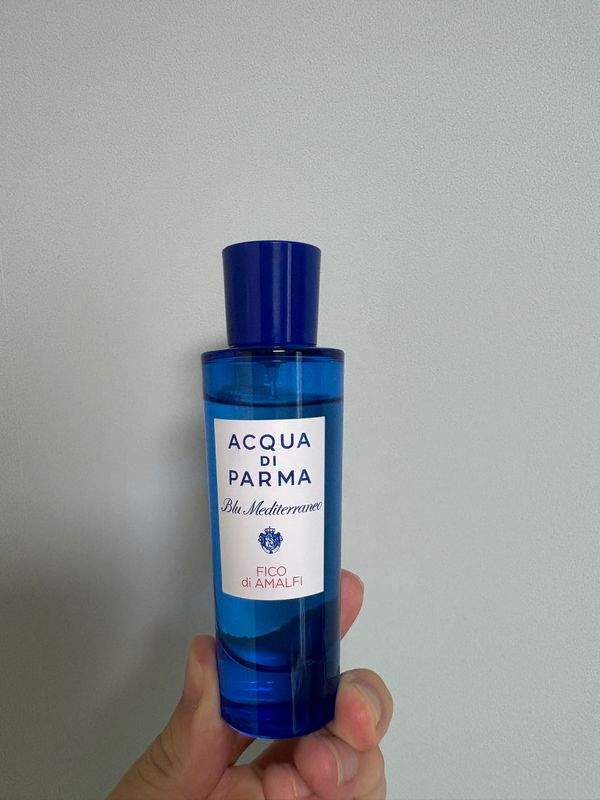 ACQUA
DI
PARMA
Blu Mediterraneo
FICO
di AMALFI